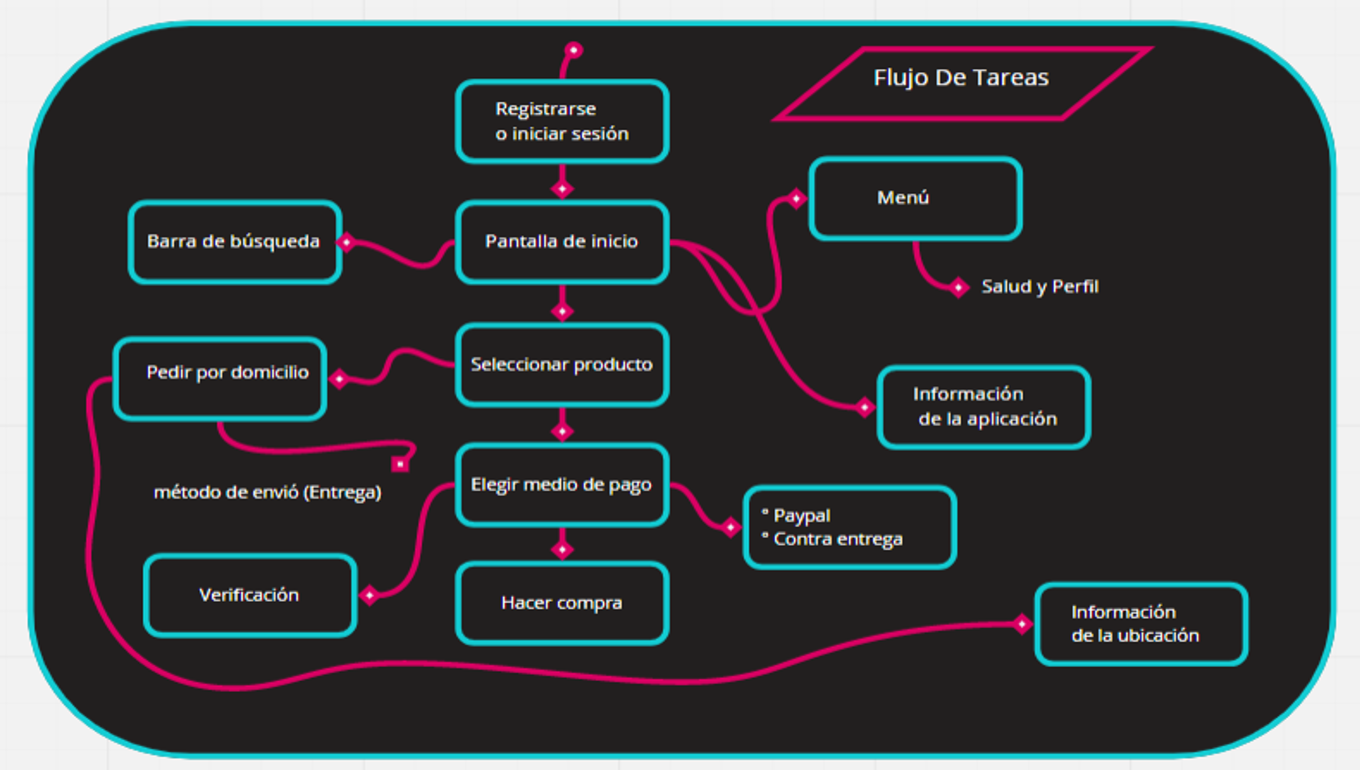 Flujo De Tareas
Registrarse
o iniciar sesión
Menú
Barra de búsqueda
Pantalla de inicio
Salud y Perfil
Seleccionar producto
Pedir por domicilio
Información
de la aplicación
Elegir medio de pago
método de envió (Entrega)
° Paypal
° Contra entrega
Verificación
Hacer compra
Información
de la ubicación